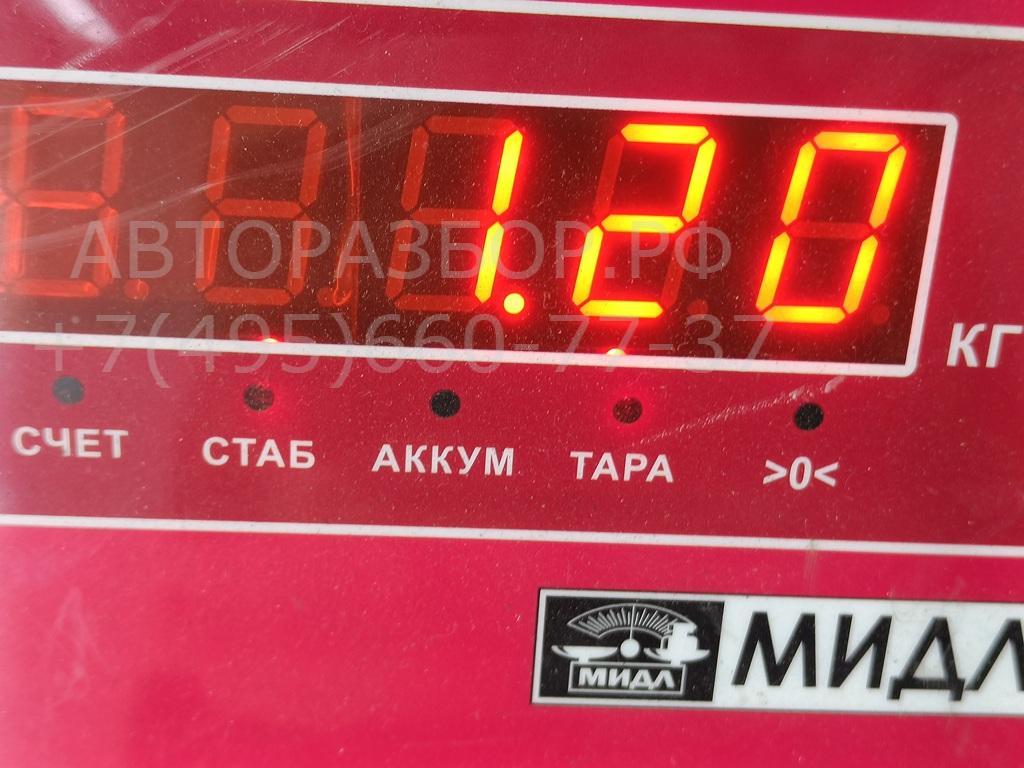 1.20
АВТОРАЗБОР.РФ
+7(495)660-77-37
КГ
СЧЕТ СТАБ АККУМ ТАРА >0<
МИДЛ МИДЛ